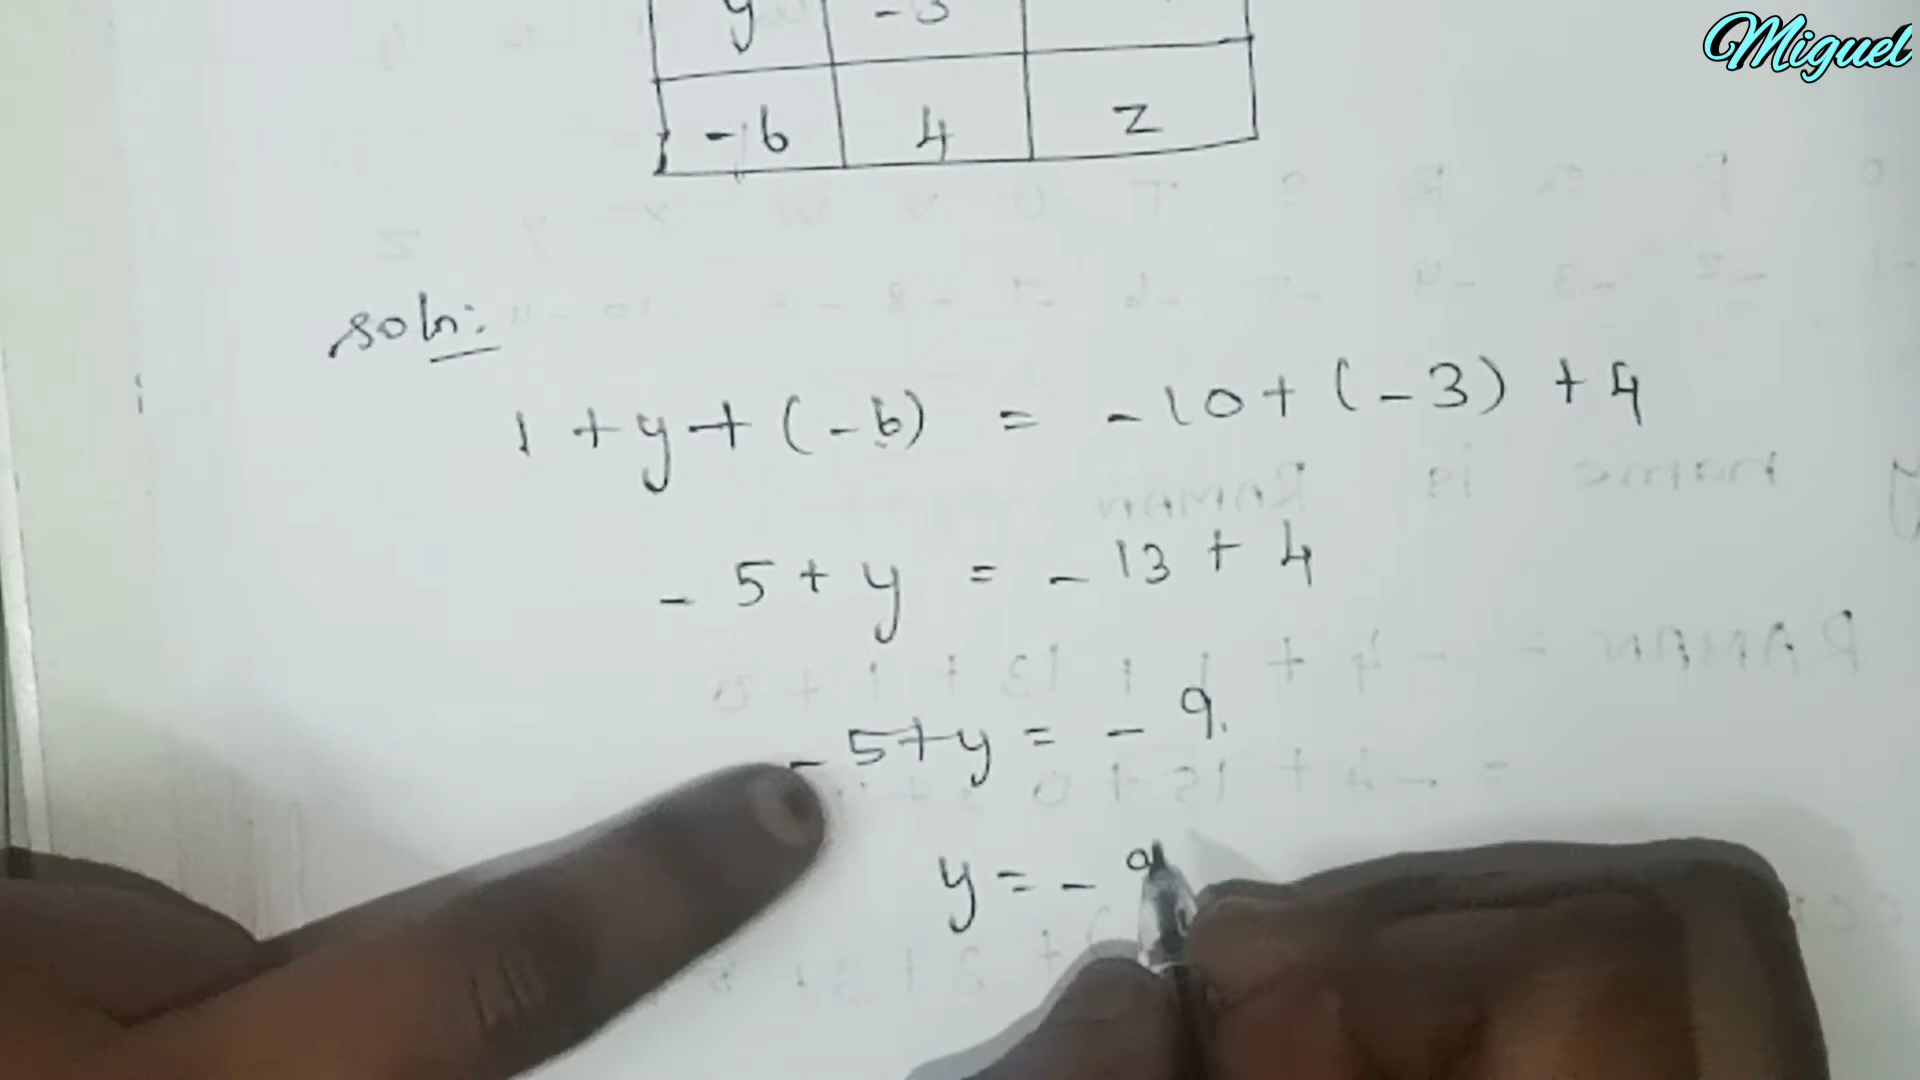 Miguel
y -3
-6 4 z
soln:
1 + y + (-6) = -10 + (-3) + 4
-5 + y = -13 + 4
-5 + y = -9.
y = -9